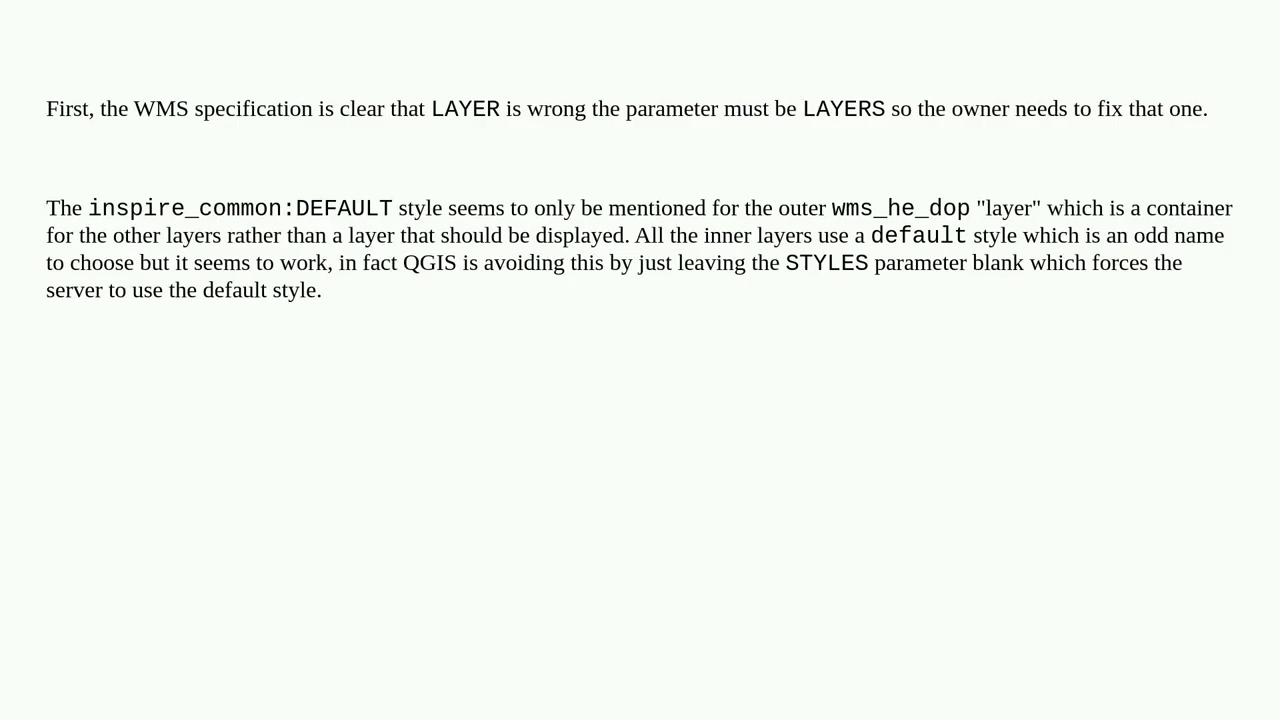 First, the WMS specification is clear that LAYER is wrong the parameter must be LAYERS so the owner needs to fix that one.
The inspire_common:DEFAULT style seems to only be mentioned for the outer wms_he_dop "layer" which is a container
for the other layers rather than a layer that should be displayed. All the inner layers use a default style which is an odd name
to choose but it seems to work, in fact QGIS is avoiding this by just leaving the STYLES parameter blank which forces the
server to use the default style.